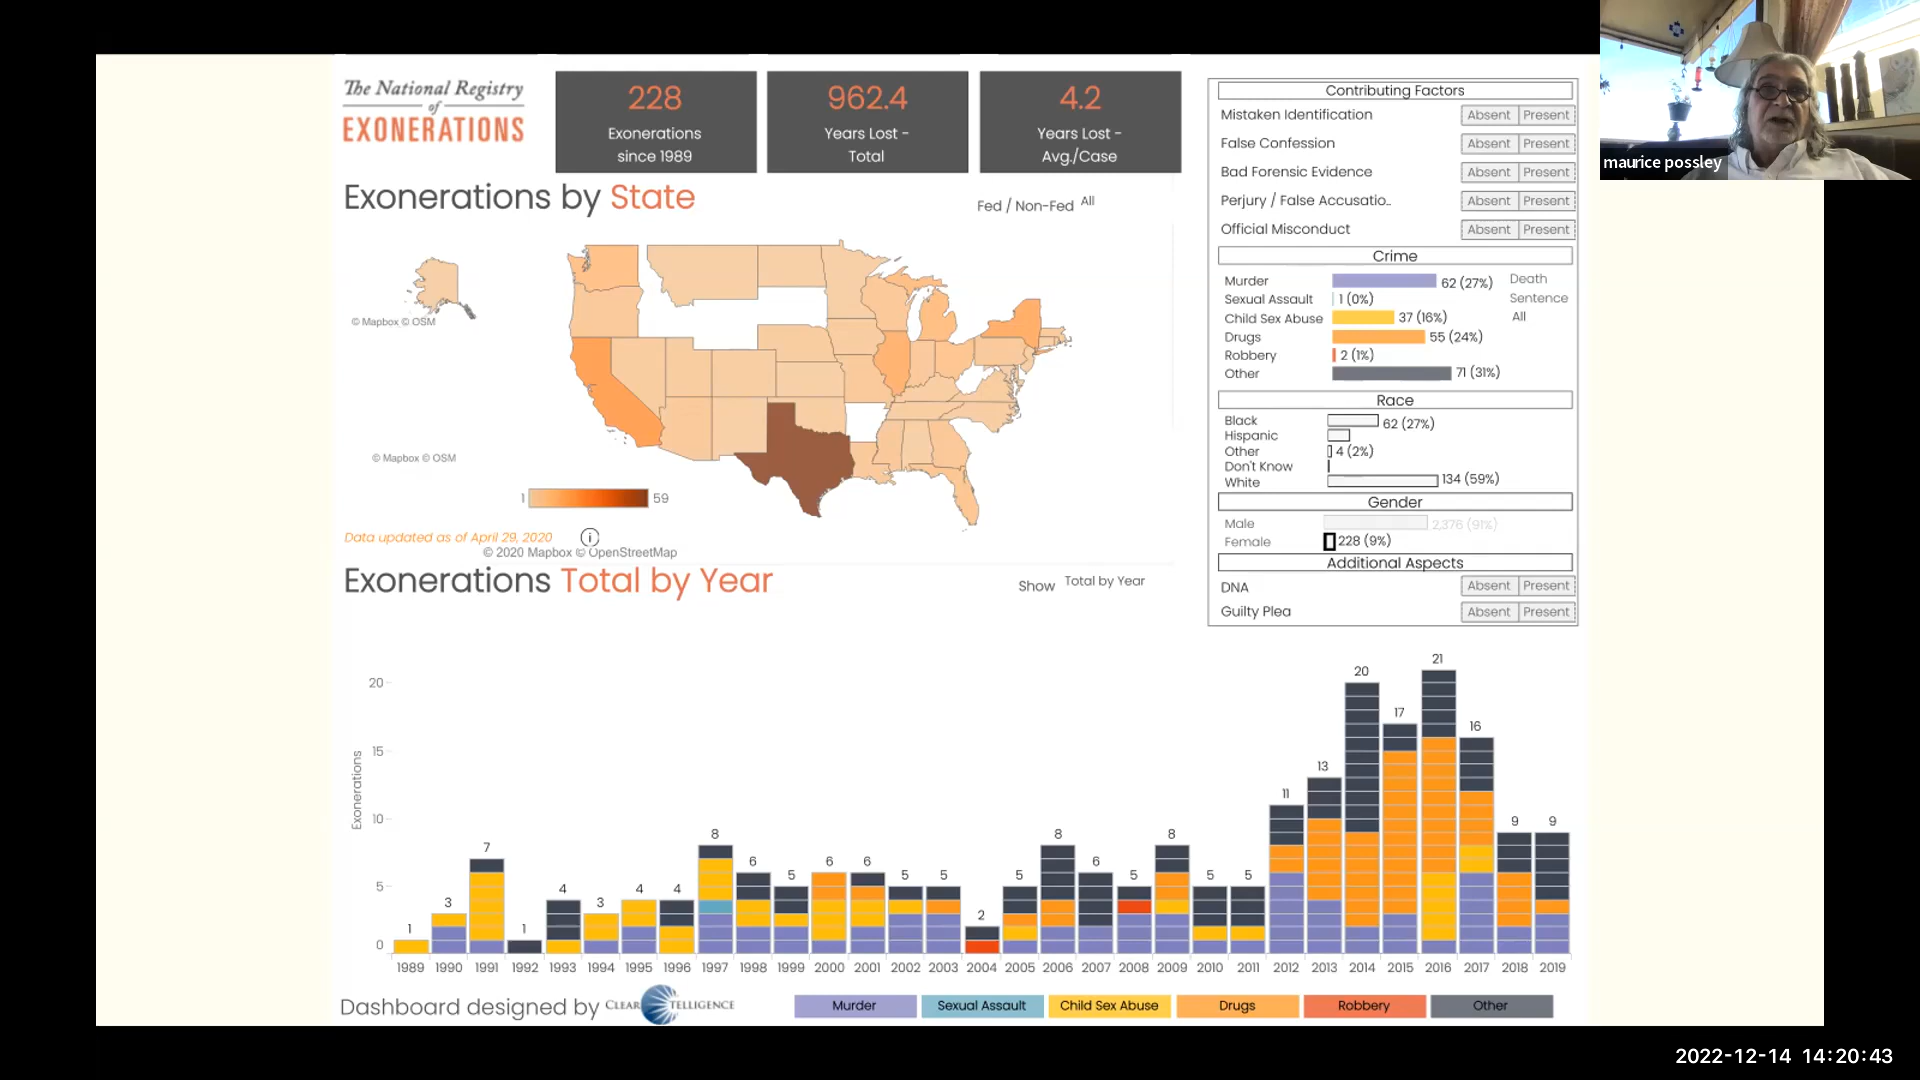 The National Registry
of
EXONERATIONS
228
Exonerations
since 1989
962.4
Years Lost -
Total
4.2
Years Lost -
Avg./Case
Exonerations by State
Fed / Non-Fed All
© Mapbox © OSM
© Mapbox © OSM
1 59
Data updated as of April 29, 2020
© 2020 Mapbox © OpenStreetMap
Contributing Factors
Mistaken Identification Absent Present
False Confession Absent Present
Bad Forensic Evidence Absent Present
Perjury / False Accusatio.. Absent Present
Official Misconduct Absent Present
Crime
Murder 62 (27%)
Sexual Assault 1 (0%)
Child Sex Abuse 37 (16%)
Drugs 55 (24%)
Robbery 2 (1%)
Other 71 (31%)
Death
Sentence
All
Race
Black 62 (27%)
Hispanic
Other 4 (2%)
Don't Know
White 134 (59%)
Gender
Male 2,376 (91%)
Female 228 (9%)
Additional Aspects
DNA Absent Present
Guilty Plea Absent Present
maurice possley
Exonerations Total by Year
Show Total by Year
Exonerations
20
15
10
5
0
1 3 7 1 4 3 4 4 8 6 5 6 6 5 5 2 5 8 6 5 8 5 5 11 13 20 17 21 16 9 9
1989 1990 1991 1992 1993 1994 1995 1996 1997 1998 1999 2000 2001 2002 2003 2004 2005 2006 2007 2008 2009 2010 2011 2012 2013 2014 2015 2016 2017 2018 2019
Dashboard designed by CLEARTELLIGENCE
Murder Sexual Assault Child Sex Abuse Drugs Robbery Other
2022-12-14 14:20:43